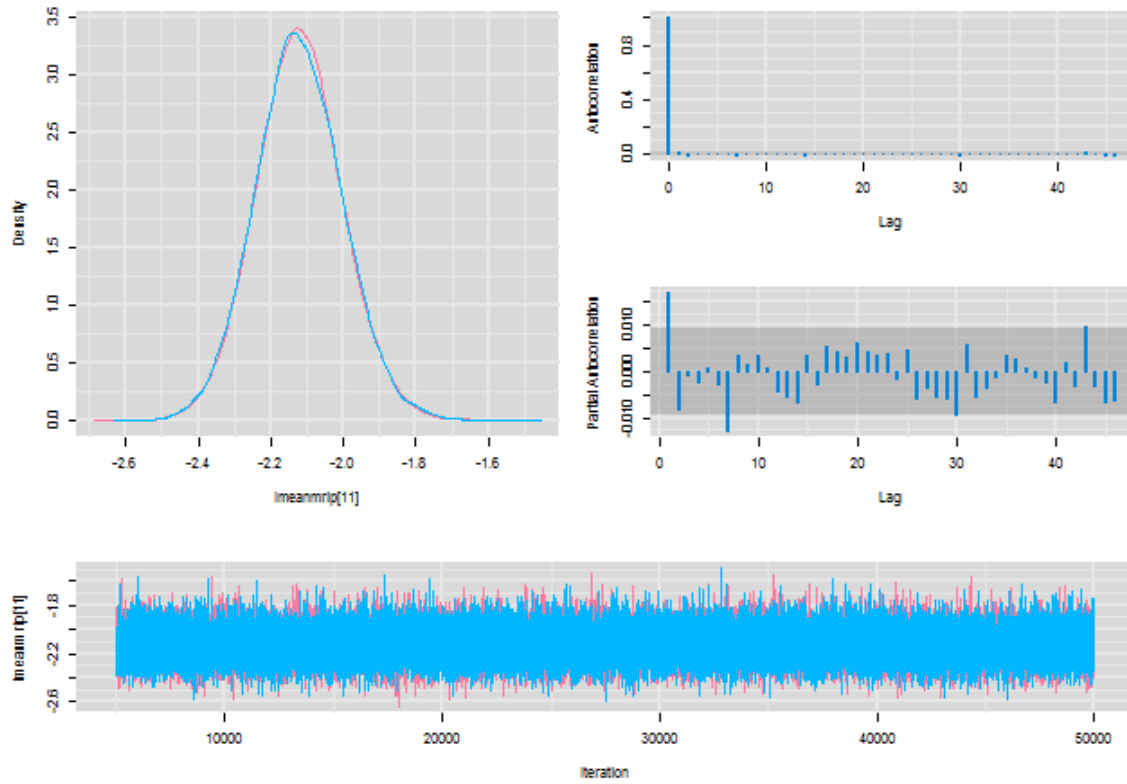 Density
0.0 0.5 1.0 1.5 2.0 2.5 3.0 3.5
-2.6 -2.4 -2.2 -2.0 -1.8 -1.6
lmeanmrip[11]
Autocorrelation
0.0 0.4 0.8
0 10 20 30 40
Lag
Partial Autocorrelation
-0.010 0.000 0.010
0 10 20 30 40
Lag
lmeanmrip[11]
-2.6 -2.2 -1.8
10000 20000 30000 40000 50000
Iteration